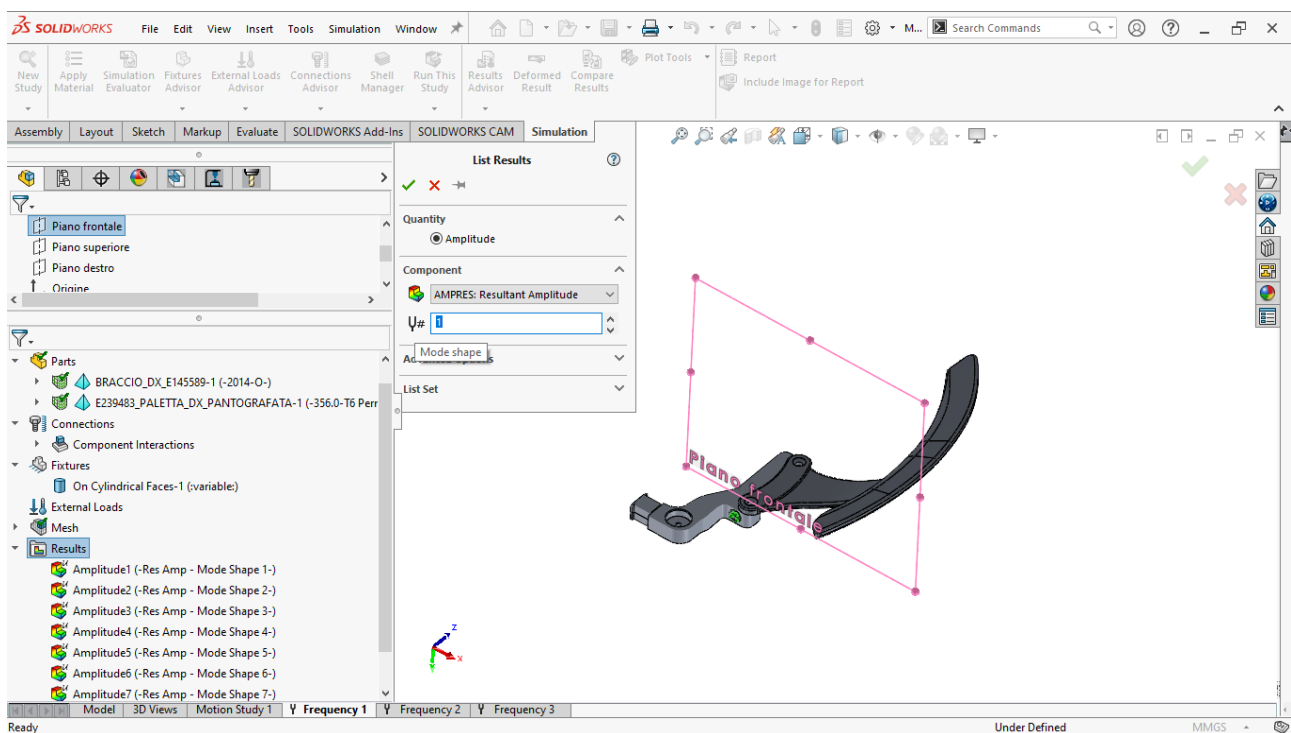 SOLIDWORKS File Edit View Insert Tools Simulation Window M... Search Commands
New Study Apply Material Simulation Evaluator Fixtures Advisor External Loads Advisor Connections Advisor Shell Manager Run This Study Results Advisor Deformed Result Compare Results Plot Tools Report
Include Image for Report
Assembly Layout Sketch Markup Evaluate SOLIDWORKS Add-Ins SOLIDWORKS CAM Simulation
List Results
Quantity
Amplitude
Component
AMPRES: Resultant Amplitude
# 1
Mode shape
List Set
Piano frontale
Piano superiore
Piano destro
Origine
Parts
BRACCIO_DX_E145589-1 (-2014-O-)
E239483_PALETTA_DX_PANTOGRAFATA-1 (-356.0-T6 Perr
Connections
Component Interactions
Fixtures
On Cylindrical Faces-1 (:variable:)
External Loads
Mesh
Results
Amplitude1 (-Res Amp - Mode Shape 1-)
Amplitude2 (-Res Amp - Mode Shape 2-)
Amplitude3 (-Res Amp - Mode Shape 3-)
Amplitude4 (-Res Amp - Mode Shape 4-)
Amplitude5 (-Res Amp - Mode Shape 5-)
Amplitude6 (-Res Amp - Mode Shape 6-)
Amplitude7 (-Res Amp - Mode Shape 7-)
Piano frontale
z
x
Y
Model 3D Views Motion Study 1 Frequency 1 Frequency 2 Frequency 3
Ready Under Defined MMGS